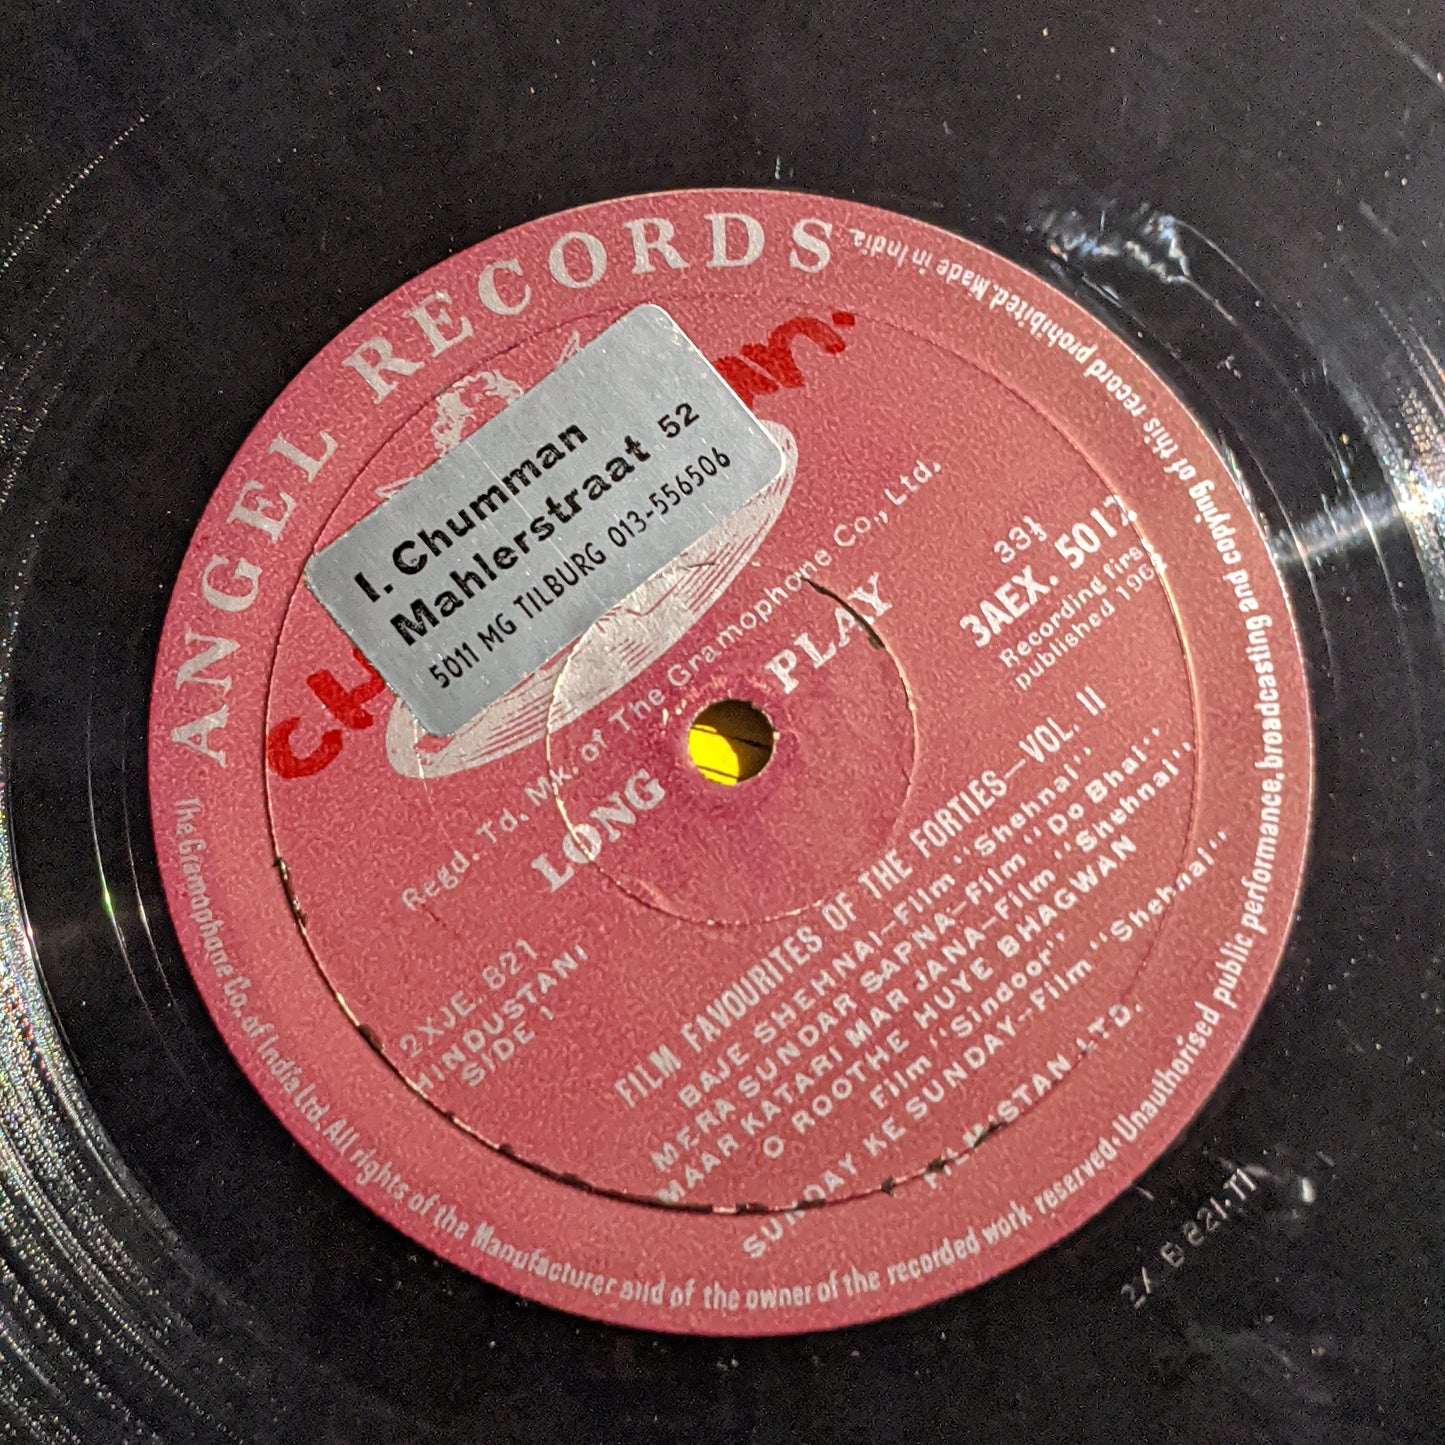 ANGEL RECORDS
I. Chumman
Mahlerstraat 52
5011 MG TILBURG 013-556506
Regd. Td. Mk. of The Gramophone Co., Ltd.
LONG PLAY
33⅓
3AEX. 5012
Recording first
published
2XJE. 821
HINDUSTANI
SIDE 1
FILM FAVOURITES OF THE FORTIES—VOL. II
BAJE SHEHNAI—Film "Shehnai"
MERA SUNDAR SAPNA—Film "Do Bhai"
MAAR KATARI MAR JANA—Film "Shehnai"
O ROOTHE HUYE BHAGWAN
Film "Sindoor"
SUNDAY KE SUNDAY—Film "Shehnai"
FILMISTAN LTD.
The Gramophone Co. of India Ltd. All rights of the Manufacturer and of the owner of the recorded work reserved · Unauthorised public performance, broadcasting and copying of this record prohibited. Made in India.